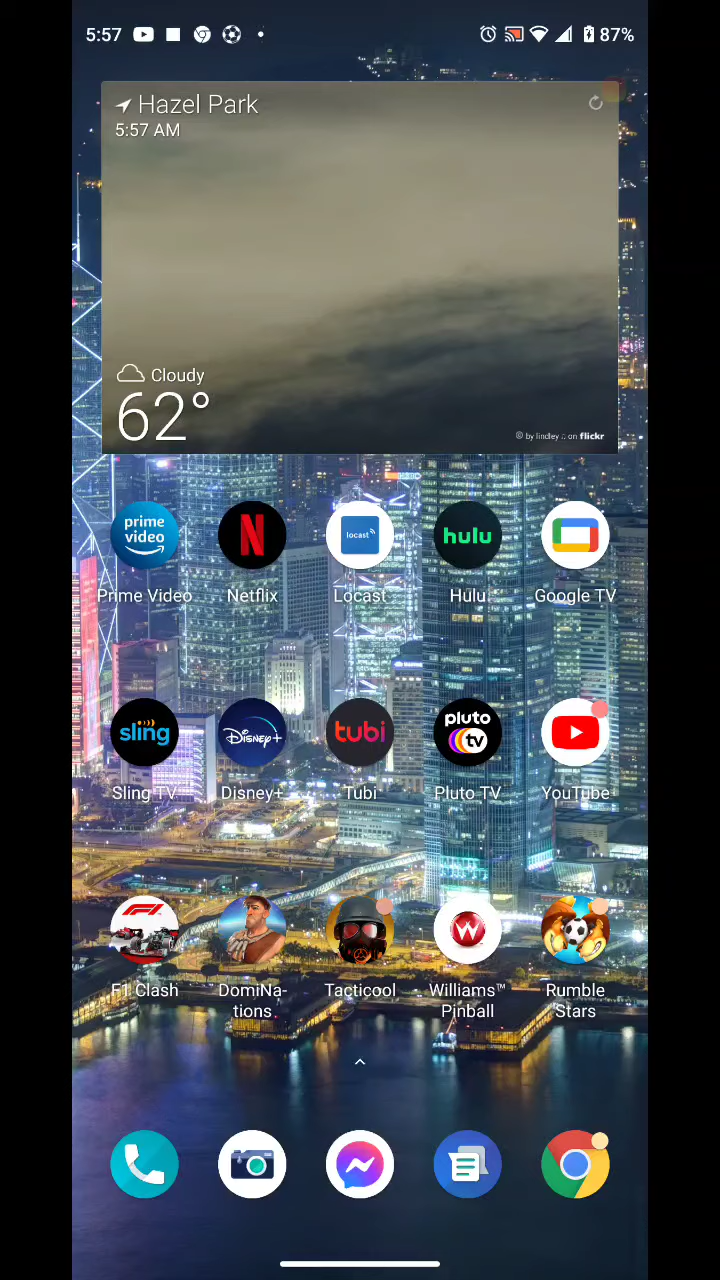 5:57
87%
Hazel Park
5:57 AM
Cloudy
62°
© by lindley ♫ on flickr
prime video
N
locast
hulu
Prime Video
Netflix
Locast
Hulu
Google TV
sling
Disney+
tubi
pluto tv
Sling TV
Disney+
Tubi
Pluto TV
YouTube
F1
W
F1 Clash
DomiNa-
tions
Tacticool
Williams™
Pinball
Rumble
Stars